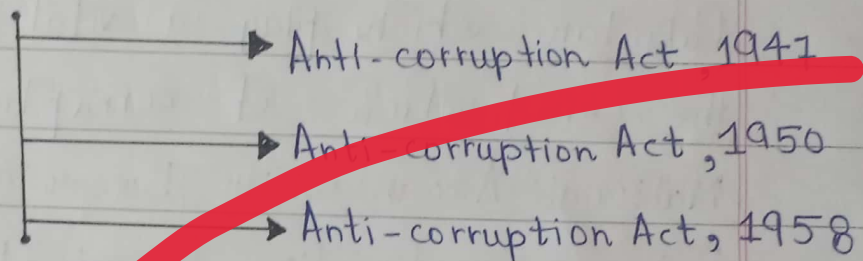 Anti-corruption Act, 1947
Anti-corruption Act, 1950
Anti-corruption Act, 1958